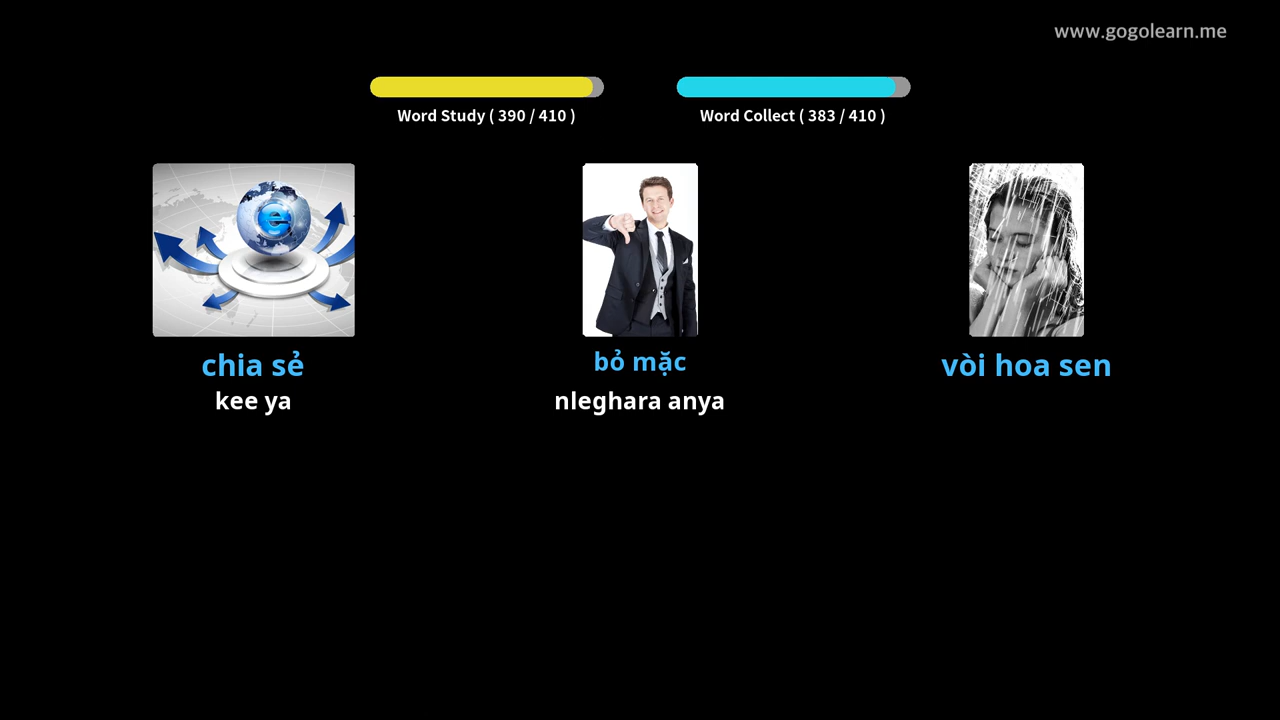 www.gogolearn.me
Word Study ( 390 / 410 )
Word Collect ( 383 / 410 )
e
chia sẻ
kee ya
bỏ mặc
nleghara anya
vòi hoa sen